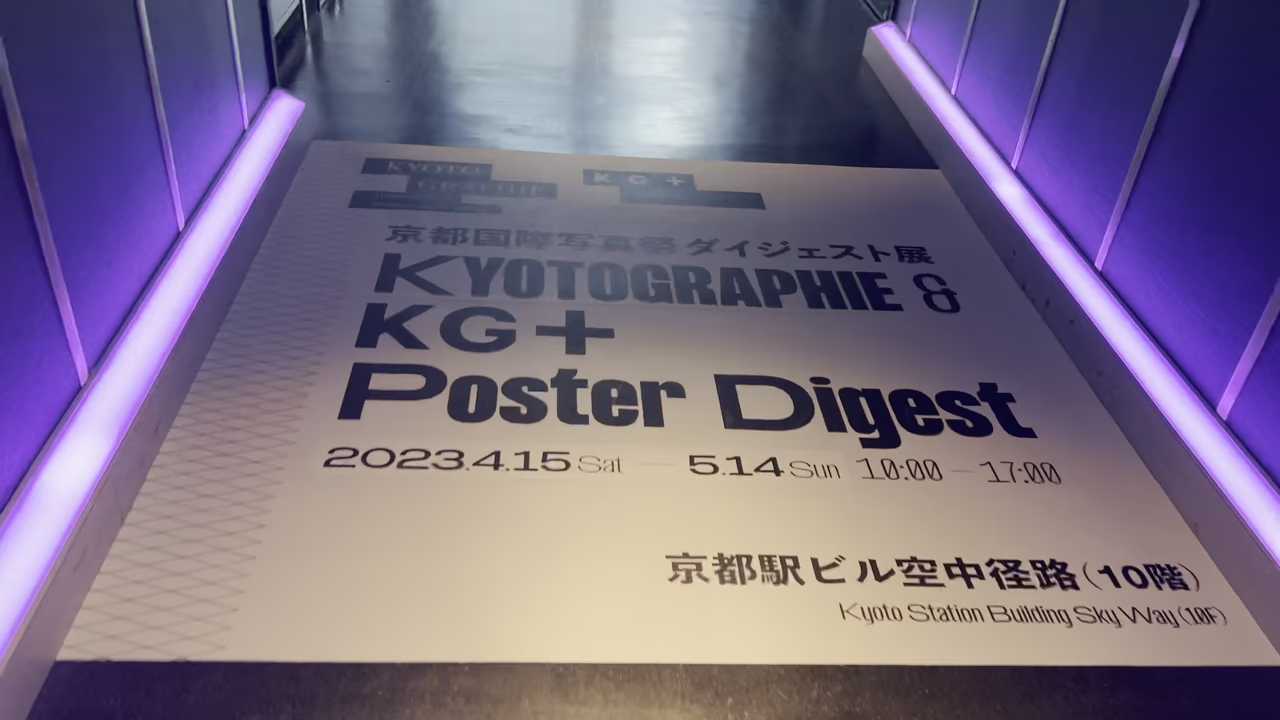 KYOTO
GRAPHIE
KG+
京都国際写真祭ダイジェスト展
KYOTOGRAPHIE &
KG+
Poster Digest
2023.4.15 Sat — 5.14 Sun 10:00 — 17:00
京都駅ビル空中径路(10階)
Kyoto Station Building Sky Way (10F)